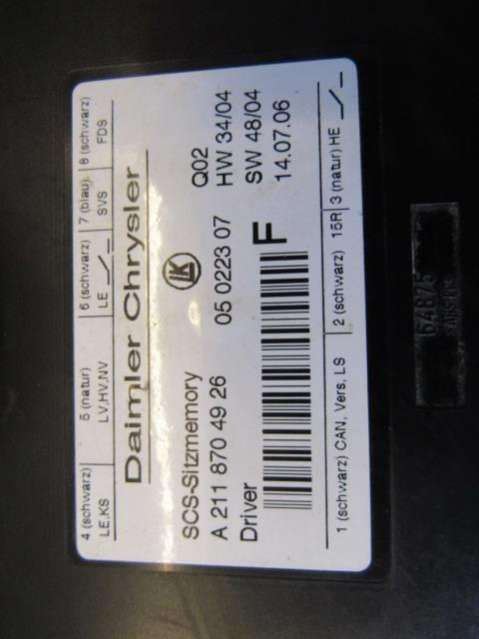 4 (schwarz) 5 (natur) 6 (schwarz) 7 (blau) 8 (schwarz)
LE,KS LV,HV,NV LE SVS FDS
Daimler Chrysler
LK
SCS-Sitzmemory Q02
A 211 870 49 26 05 0223 07 HW 34/04
Driver SW 48/04
F 14.07.06
1 (schwarz) CAN, Vers, LS 2 (schwarz) 15R 3 (natur) HE